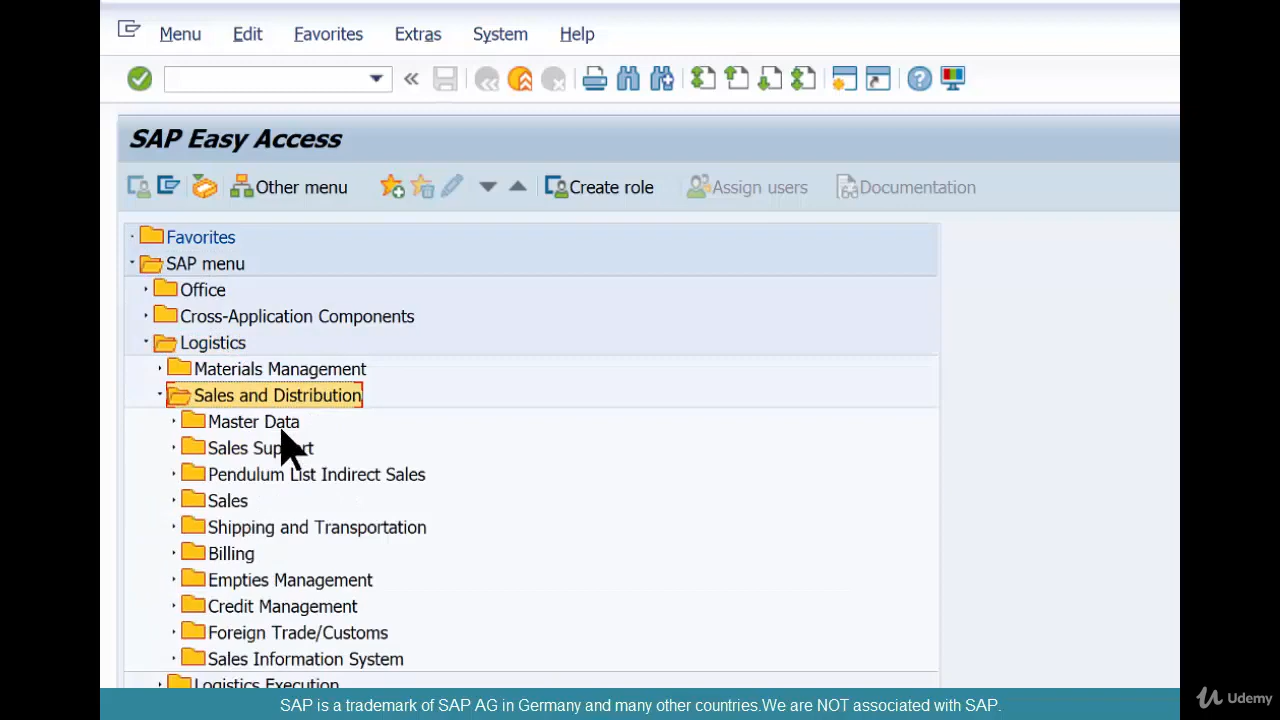 Menu Edit Favorites Extras System Help
SAP Easy Access
Other menu Create role Assign users Documentation
Favorites
SAP menu
Office
Cross-Application Components
Logistics
Materials Management
Sales and Distribution
Master Data
Sales Support
Pendulum List Indirect Sales
Sales
Shipping and Transportation
Billing
Empties Management
Credit Management
Foreign Trade/Customs
Sales Information System
Logistics Execution
SAP is a trademark of SAP AG in Germany and many other countries.We are NOT associated with SAP.
Udemy